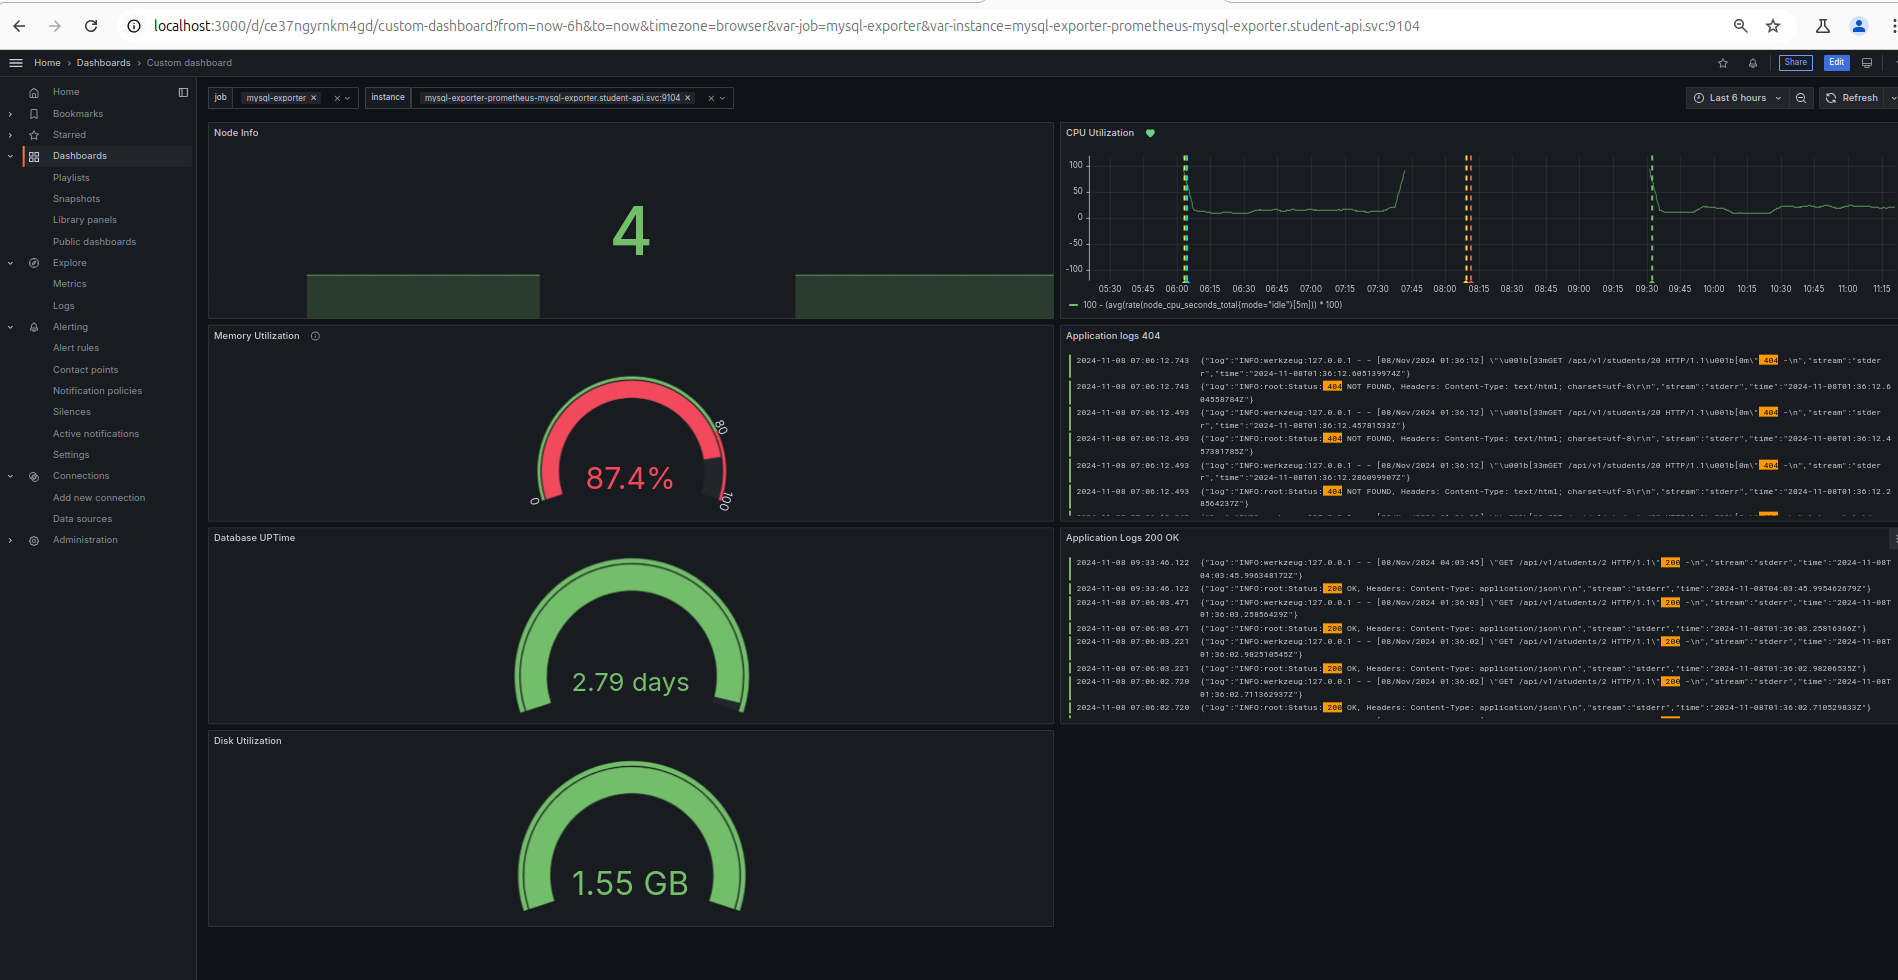 localhost:3000/d/ce37ngyrnkm4gd/custom-dashboard?from=now-6h&to=now&timezone=browser&var-job=mysql-exporter&var-instance=mysql-exporter-prometheus-mysql-exporter.student-api.svc:9104
Home › Dashboards › Custom dashboard
Share
Edit
Home
Bookmarks
Starred
Dashboards
Playlists
Snapshots
Library panels
Public dashboards
Explore
Metrics
Logs
Alerting
Alert rules
Contact points
Notification policies
Silences
Active notifications
Settings
Connections
Add new connection
Data sources
Administration
job
mysql-exporter
instance
mysql-exporter-prometheus-mysql-exporter.student-api.svc:9104
Last 6 hours
Refresh
Node Info
4
CPU Utilization
100
50
0
-50
-100
05:30 05:45 06:00 06:15 06:30 06:45 07:00 07:15 07:30 07:45 08:00 08:15 08:30 08:45 09:00 09:15 09:30 09:45 10:00 10:15 10:30 10:45 11:00 11:15
100 - (avg(rate(node_cpu_seconds_total{mode="idle"}[5m])) * 100)
Memory Utilization
0
80
100
87.4%
Application logs 404
2024-11-08 07:06:12.743 {"log":"INFO:werkzeug:127.0.0.1 - - [08/Nov/2024 01:36:12] \"\u001b[33mGET /api/v1/students/20 HTTP/1.1\u001b[0m\" 404 -\n","stream":"stder
r","time":"2024-11-08T01:36:12.605139974Z"}
2024-11-08 07:06:12.743 {"log":"INFO:root:Status: 404 NOT FOUND, Headers: Content-Type: text/html; charset=utf-8\r\n","stream":"stderr","time":"2024-11-08T01:36:12.6
04558784Z"}
2024-11-08 07:06:12.493 {"log":"INFO:werkzeug:127.0.0.1 - - [08/Nov/2024 01:36:12] \"\u001b[33mGET /api/v1/students/20 HTTP/1.1\u001b[0m\" 404 -\n","stream":"stder
r","time":"2024-11-08T01:36:12.45781533Z"}
2024-11-08 07:06:12.493 {"log":"INFO:root:Status: 404 NOT FOUND, Headers: Content-Type: text/html; charset=utf-8\r\n","stream":"stderr","time":"2024-11-08T01:36:12.4
57381785Z"}
2024-11-08 07:06:12.493 {"log":"INFO:werkzeug:127.0.0.1 - - [08/Nov/2024 01:36:12] \"\u001b[33mGET /api/v1/students/20 HTTP/1.1\u001b[0m\" 404 -\n","stream":"stder
r","time":"2024-11-08T01:36:12.286099907Z"}
2024-11-08 07:06:12.493 {"log":"INFO:root:Status: 404 NOT FOUND, Headers: Content-Type: text/html; charset=utf-8\r\n","stream":"stderr","time":"2024-11-08T01:36:12.2
8564237Z"}
Database UPTime
2.79 days
Application Logs 200 OK
2024-11-08 09:33:46.122 {"log":"INFO:werkzeug:127.0.0.1 - - [08/Nov/2024 04:03:45] \"GET /api/v1/students/2 HTTP/1.1\" 200 -\n","stream":"stderr","time":"2024-11-08T
04:03:45.996348172Z"}
2024-11-08 09:33:46.122 {"log":"INFO:root:Status: 200 OK, Headers: Content-Type: application/json\r\n","stream":"stderr","time":"2024-11-08T04:03:45.995462679Z"}
2024-11-08 07:06:03.471 {"log":"INFO:werkzeug:127.0.0.1 - - [08/Nov/2024 01:36:03] \"GET /api/v1/students/2 HTTP/1.1\" 200 -\n","stream":"stderr","time":"2024-11-08T
01:36:03.25856429Z"}
2024-11-08 07:06:03.471 {"log":"INFO:root:Status: 200 OK, Headers: Content-Type: application/json\r\n","stream":"stderr","time":"2024-11-08T01:36:03.25816366Z"}
2024-11-08 07:06:03.221 {"log":"INFO:werkzeug:127.0.0.1 - - [08/Nov/2024 01:36:02] \"GET /api/v1/students/2 HTTP/1.1\" 200 -\n","stream":"stderr","time":"2024-11-08T
01:36:02.982510545Z"}
2024-11-08 07:06:03.221 {"log":"INFO:root:Status: 200 OK, Headers: Content-Type: application/json\r\n","stream":"stderr","time":"2024-11-08T01:36:02.98206535Z"}
2024-11-08 07:06:02.720 {"log":"INFO:werkzeug:127.0.0.1 - - [08/Nov/2024 01:36:02] \"GET /api/v1/students/2 HTTP/1.1\" 200 -\n","stream":"stderr","time":"2024-11-08T
01:36:02.711362937Z"}
2024-11-08 07:06:02.720 {"log":"INFO:root:Status: 200 OK, Headers: Content-Type: application/json\r\n","stream":"stderr","time":"2024-11-08T01:36:02.710529833Z"}
Disk Utilization
1.55 GB